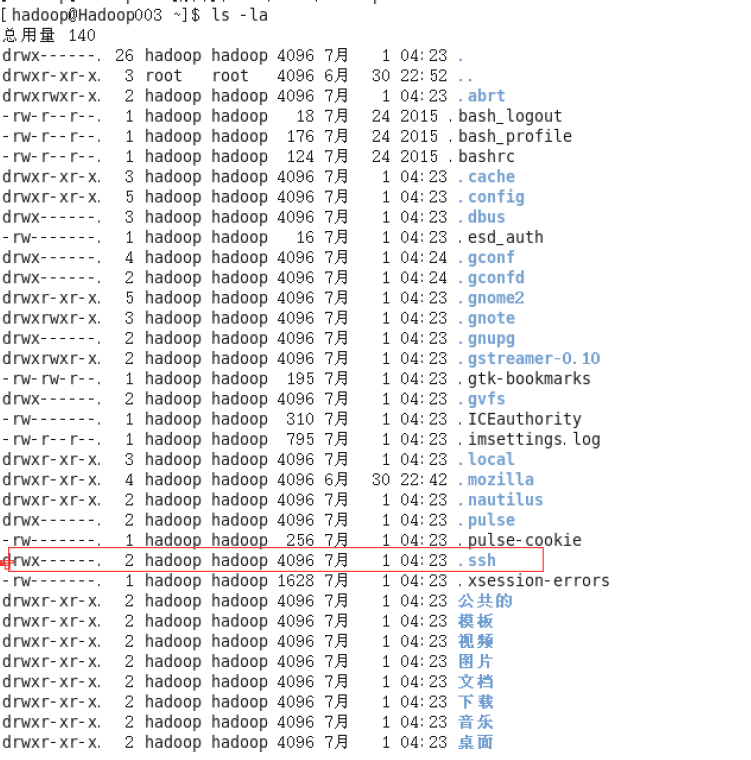 [hadoop@Hadoop003 ~]$ ls -la
总用量 140
drwx------. 26 hadoop hadoop 4096 7月 1 04:23 .
drwxr-xr-x. 3 root root 4096 6月 30 22:52 ..
drwxrwxr-x. 2 hadoop hadoop 4096 7月 1 04:23 .abrt
-rw-r--r--. 1 hadoop hadoop 18 7月 24 2015 .bash_logout
-rw-r--r--. 1 hadoop hadoop 176 7月 24 2015 .bash_profile
-rw-r--r--. 1 hadoop hadoop 124 7月 24 2015 .bashrc
drwxr-xr-x. 3 hadoop hadoop 4096 7月 1 04:23 .cache
drwxr-xr-x. 5 hadoop hadoop 4096 7月 1 04:23 .config
drwx------. 3 hadoop hadoop 4096 7月 1 04:23 .dbus
-rw-------. 1 hadoop hadoop 16 7月 1 04:23 .esd_auth
drwx------. 4 hadoop hadoop 4096 7月 1 04:24 .gconf
drwx------. 2 hadoop hadoop 4096 7月 1 04:24 .gconfd
drwxr-xr-x. 5 hadoop hadoop 4096 7月 1 04:23 .gnome2
drwxrwxr-x. 3 hadoop hadoop 4096 7月 1 04:23 .gnote
drwx------. 2 hadoop hadoop 4096 7月 1 04:23 .gnupg
drwxrwxr-x. 2 hadoop hadoop 4096 7月 1 04:23 .gstreamer-0.10
-rw-rw-r--. 1 hadoop hadoop 195 7月 1 04:23 .gtk-bookmarks
drwx------. 2 hadoop hadoop 4096 7月 1 04:23 .gvfs
-rw-------. 1 hadoop hadoop 310 7月 1 04:23 .ICEauthority
-rw-r--r--. 1 hadoop hadoop 795 7月 1 04:23 .imsettings.log
drwxr-xr-x. 3 hadoop hadoop 4096 7月 1 04:23 .local
drwxr-xr-x. 4 hadoop hadoop 4096 6月 30 22:42 .mozilla
drwxr-xr-x. 2 hadoop hadoop 4096 7月 1 04:23 .nautilus
drwx------. 2 hadoop hadoop 4096 7月 1 04:23 .pulse
-rw-------. 1 hadoop hadoop 256 7月 1 04:23 .pulse-cookie
drwx------. 2 hadoop hadoop 4096 7月 1 04:23 .ssh
-rw-------. 1 hadoop hadoop 1628 7月 1 04:23 .xsession-errors
drwxr-xr-x. 2 hadoop hadoop 4096 7月 1 04:23 公共的
drwxr-xr-x. 2 hadoop hadoop 4096 7月 1 04:23 模板
drwxr-xr-x. 2 hadoop hadoop 4096 7月 1 04:23 视频
drwxr-xr-x. 2 hadoop hadoop 4096 7月 1 04:23 图片
drwxr-xr-x. 2 hadoop hadoop 4096 7月 1 04:23 文档
drwxr-xr-x. 2 hadoop hadoop 4096 7月 1 04:23 下载
drwxr-xr-x. 2 hadoop hadoop 4096 7月 1 04:23 音乐
drwxr-xr-x. 2 hadoop hadoop 4096 7月 1 04:23 桌面